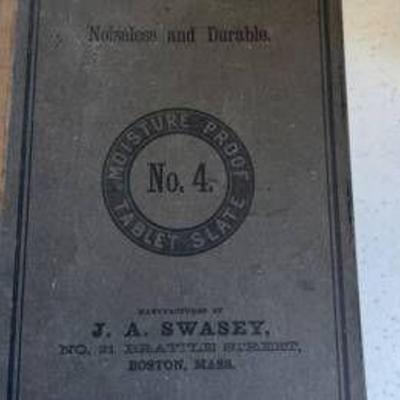 Noiseless and Durable.
MOISTURE PROOF
No. 4.
TABLET SLATE
MANUFACTURED BY
J. A. SWASEY,
NO. 21 BRATTLE STREET,
BOSTON, MASS.